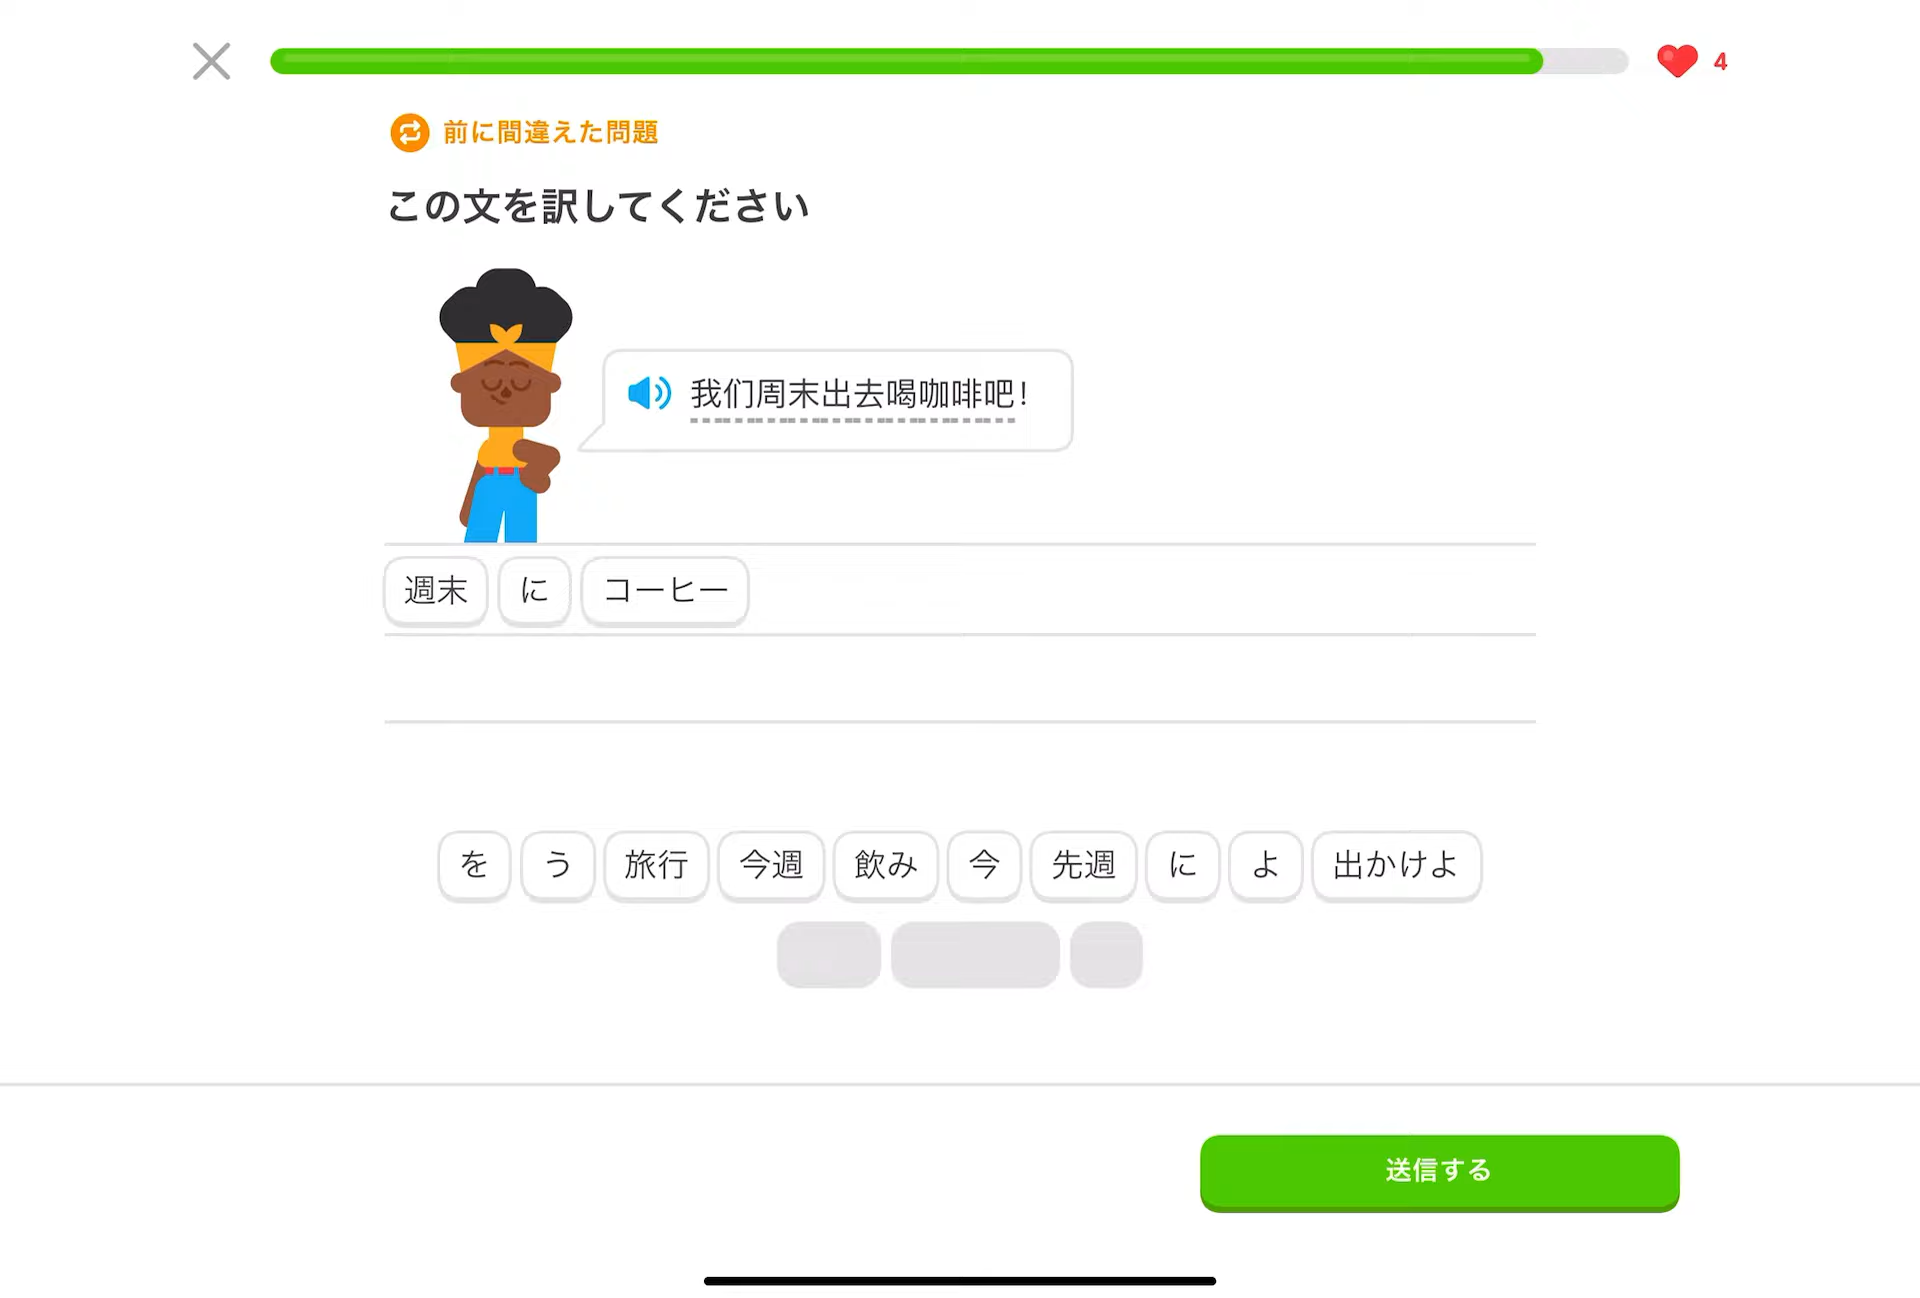 4
前に間違えた問題
この文を訳してください
我们周末出去喝咖啡吧！
週末 に コーヒー
を う 旅行 今週 飲み 今 先週 に よ 出かけよ
送信する